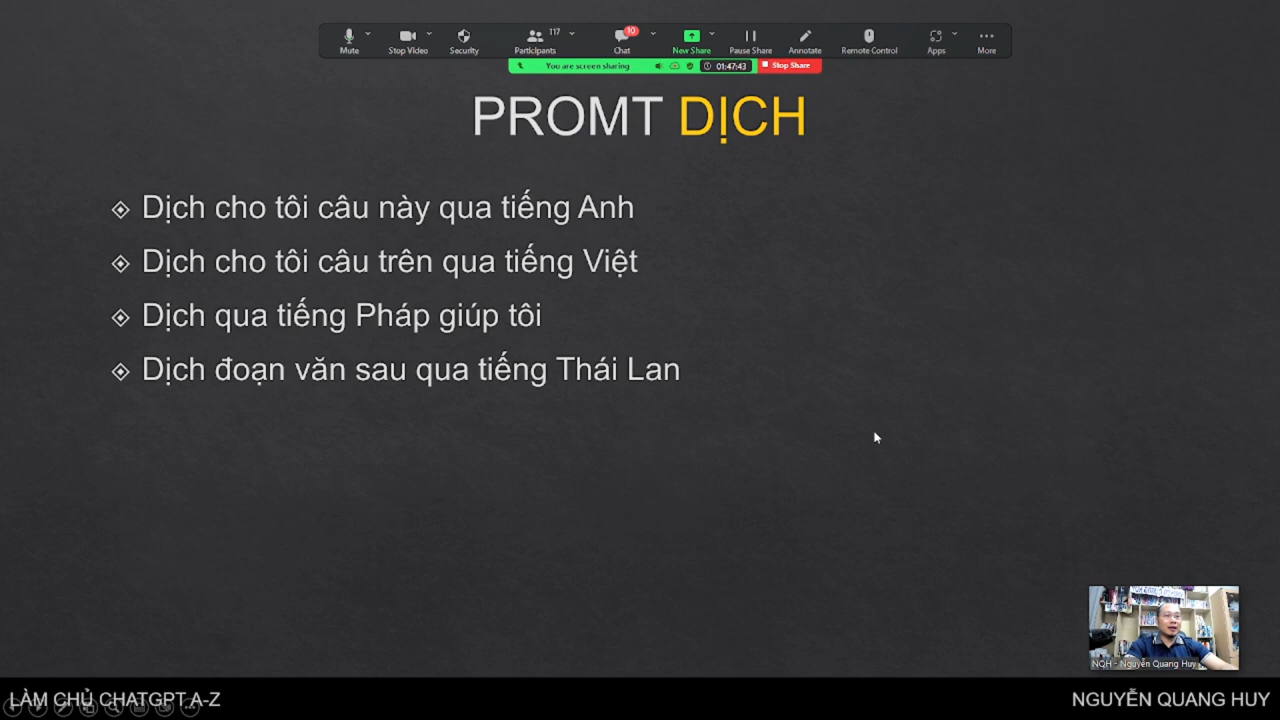 117
10
Mute
Stop Video
Security
Participants
Chat
New Share
Pause Share
Annotate
Remote Control
Apps
More
You are screen sharing
01:47:43
Stop Share
PROMT DỊCH
Dịch cho tôi câu này qua tiếng Anh
Dịch cho tôi câu trên qua tiếng Việt
Dịch qua tiếng Pháp giúp tôi
Dịch đoạn văn sau qua tiếng Thái Lan
NQH - Nguyễn Quang Huy
LÀM CHỦ CHATGPT A-Z
NGUYỄN QUANG HUY